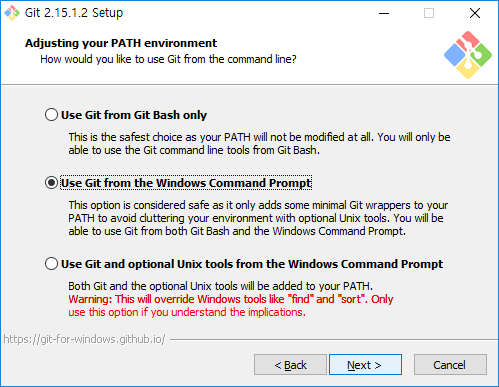 Git 2.15.1.2 Setup
Adjusting your PATH environment
How would you like to use Git from the command line?
Use Git from Git Bash only
This is the safest choice as your PATH will not be modified at all. You will only be
able to use the Git command line tools from Git Bash.
Use Git from the Windows Command Prompt
This option is considered safe as it only adds some minimal Git wrappers to your
PATH to avoid cluttering your environment with optional Unix tools. You will be
able to use Git from both Git Bash and the Windows Command Prompt.
Use Git and optional Unix tools from the Windows Command Prompt
Both Git and the optional Unix tools will be added to your PATH.
Warning: This will override Windows tools like "find" and "sort". Only
use this option if you understand the implications.
https://git-for-windows.github.io/
< Back
Next >
Cancel